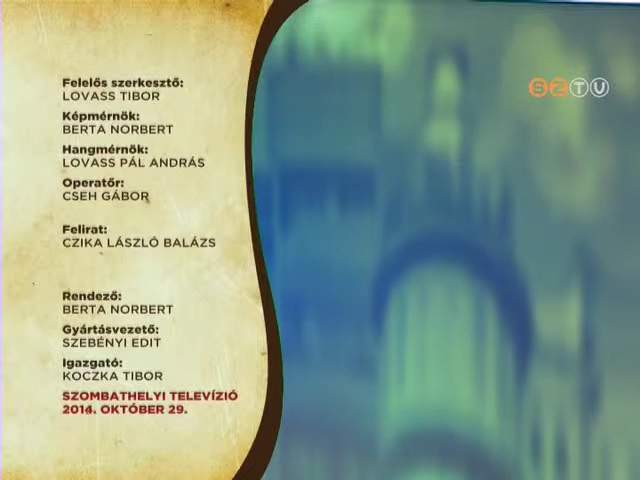 Felelős szerkesztő:
LOVASS TIBOR
Képmérnök:
BERTA NORBERT
Hangmérnök:
LOVASS PÁL ANDRÁS
Operatőr:
CSEH GÁBOR
Felirat:
CZIKA LÁSZLÓ BALÁZS
Rendező:
BERTA NORBERT
Gyártásvezető:
SZEBÉNYI EDIT
Igazgató:
KOCZKA TIBOR
SZOMBATHELYI TELEVÍZIÓ
2014. OKTÓBER 29.
SZTV